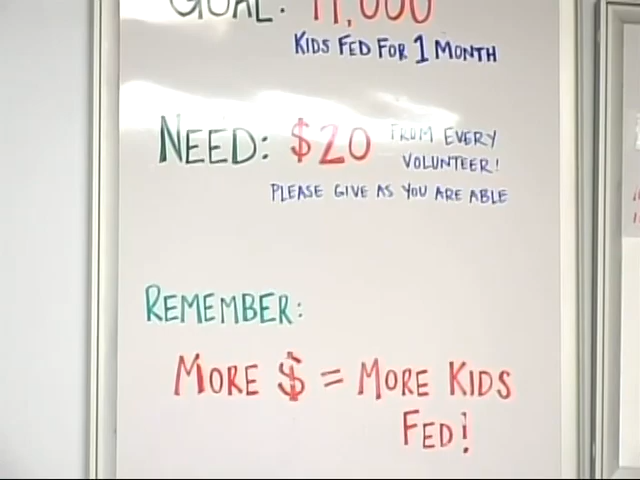 GOAL: 11,000
KIDS FED FOR 1 MONTH
NEED: $20 FROM EVERY
VOLUNTEER!
PLEASE GIVE AS YOU ARE ABLE
REMEMBER:
MORE $ = MORE KIDS
FED!